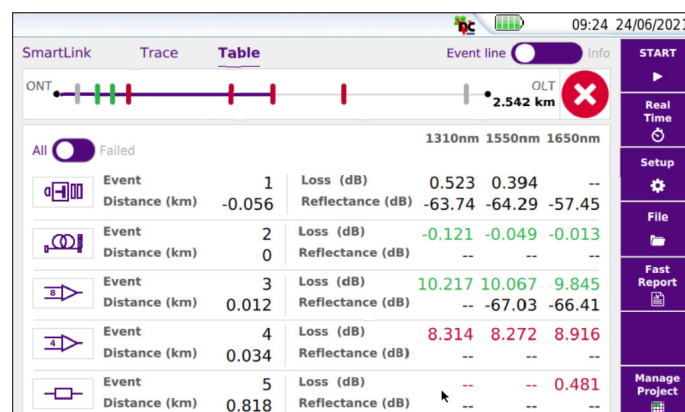 DC 09:24 24/06/2021
SmartLink Trace Table Event line Info
ONT OLT
2.542 km
All Failed 1310nm 1550nm 1650nm
Event 1 Loss (dB) 0.523 0.394 --
Distance (km) -0.056 Reflectance (dB) -63.74 -64.29 -57.45
Event 2 Loss (dB) -0.121 -0.049 -0.013
Distance (km) 0 Reflectance (dB) -- -- --
8 Event 3 Loss (dB) 10.217 10.067 9.845
Distance (km) 0.012 Reflectance (dB) -- -67.03 -66.41
4 Event 4 Loss (dB) 8.314 8.272 8.916
Distance (km) 0.034 Reflectance (dB) -- -- --
Event 5 Loss (dB) -- -- 0.481
Distance (km) 0.818 Reflectance (dB) -- -- --
START
Real
Time
Setup
File
Fast
Report
Manage
Project